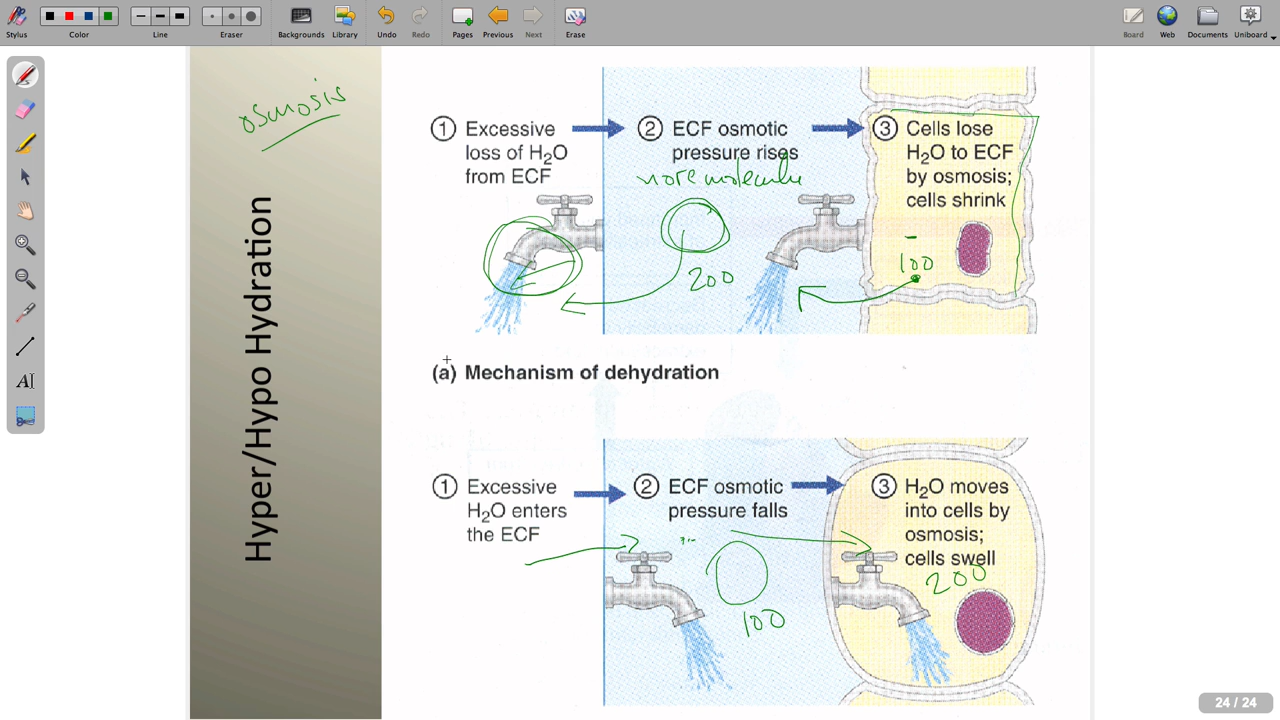 Stylus
Color
Line
Eraser
Backgrounds
Library
Undo
Redo
Pages
Previous
Next
Erase
Board
Web
Documents
Uniboard
A
osmosis
Hyper/Hypo Hydration
1 Excessive
loss of H₂O
from ECF
2 ECF osmotic
pressure rises
more molecule
200
3 Cells lose
H₂O to ECF
by osmosis;
cells shrink
100
(a) Mechanism of dehydration
1 Excessive
H₂O enters
the ECF
2 ECF osmotic
pressure falls
100
3 H₂O moves
into cells by
osmosis;
cells swell
200
24 / 24